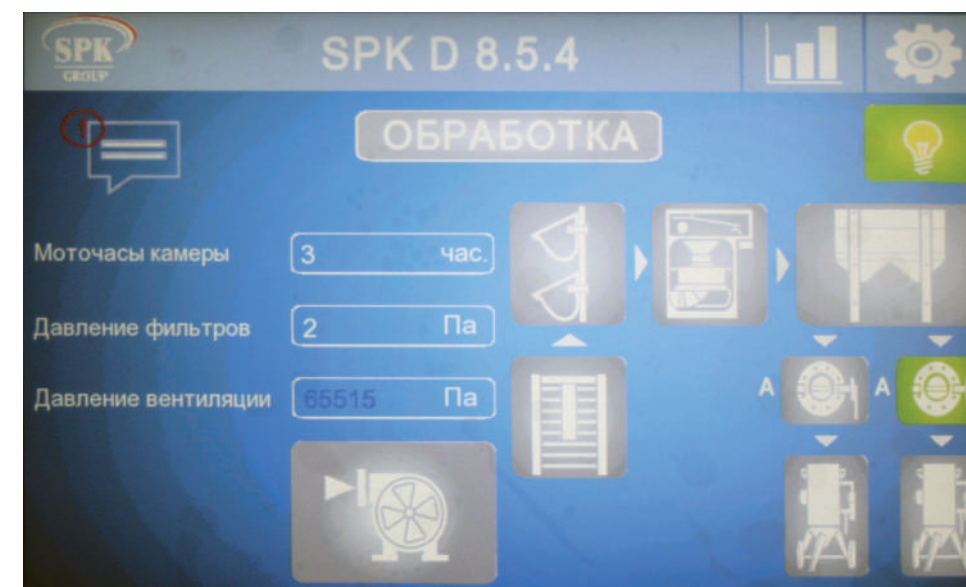 SPK
GROUP
SPK D 8.5.4
1
ОБРАБОТКА
Моточасы камеры 3 час.
Давление фильтров 2 Па
Давление вентиляции 65515 Па
A A